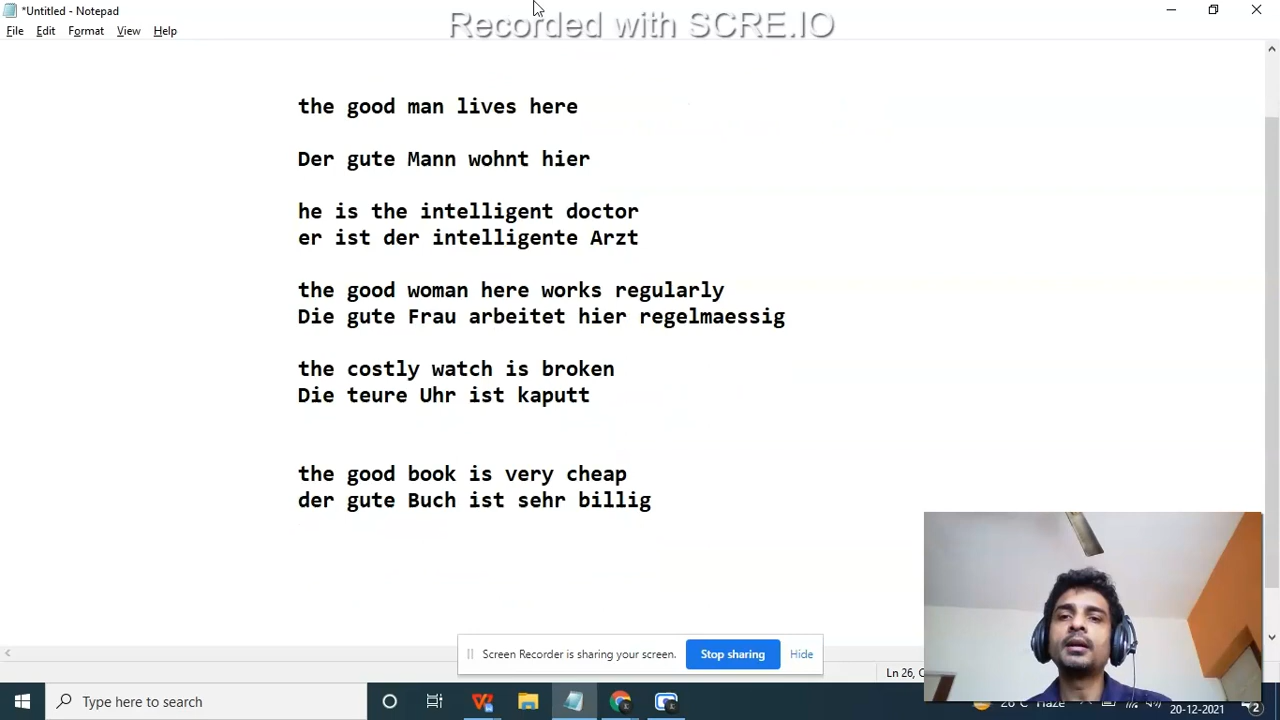 *Untitled - Notepad
Recorded with SCRE.IO
File Edit Format View Help
the good man lives here
Der gute Mann wohnt hier
he is the intelligent doctor
er ist der intelligente Arzt
the good woman here works regularly
Die gute Frau arbeitet hier regelmaessig
the costly watch is broken
Die teure Uhr ist kaputt
the good book is very cheap
der gute Buch ist sehr billig
Screen Recorder is sharing your screen. Stop sharing Hide
Ln 26,
Type here to search
Haze
20-12-2021
2